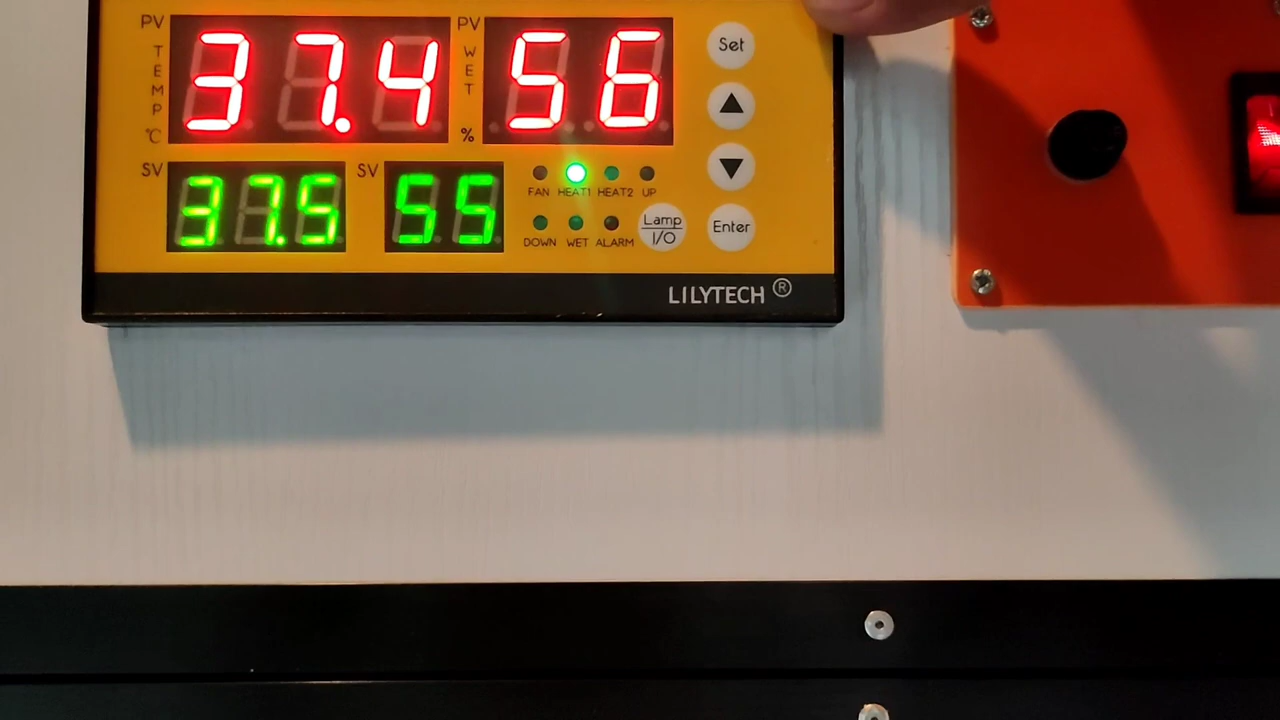 PV TEMP °C 37.4 PV WET % 56 Set
SV 37.5 SV 55
FAN HEAT1 HEAT2 UP
DOWN WET ALARM Lamp I/O Enter
LILYTECH ®